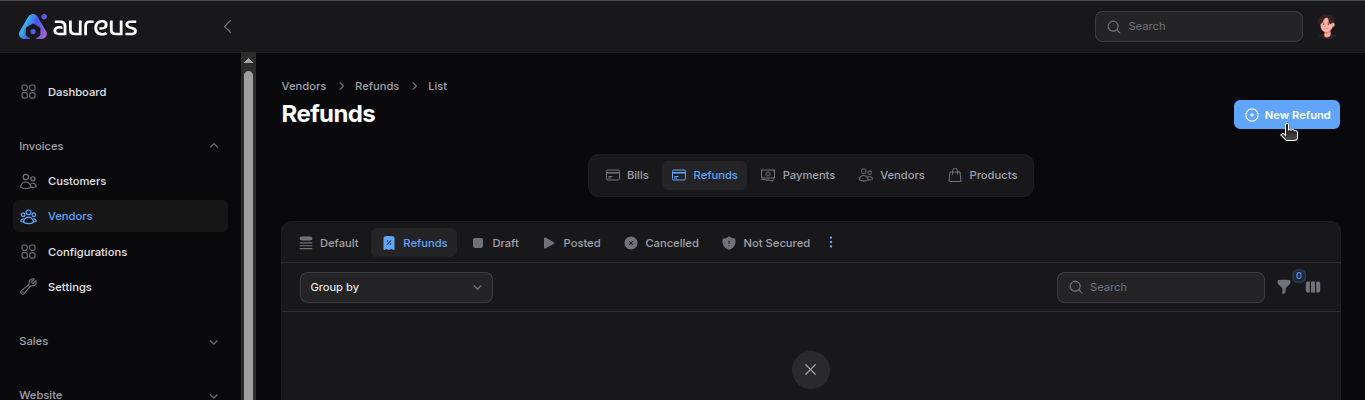 aureus
Search
Dashboard
Invoices
Customers
Vendors
Configurations
Settings
Sales
Website
Vendors > Refunds > List
Refunds
New Refund
Bills Refunds Payments Vendors Products
Default Refunds Draft Posted Cancelled Not Secured
Group by
Search
0